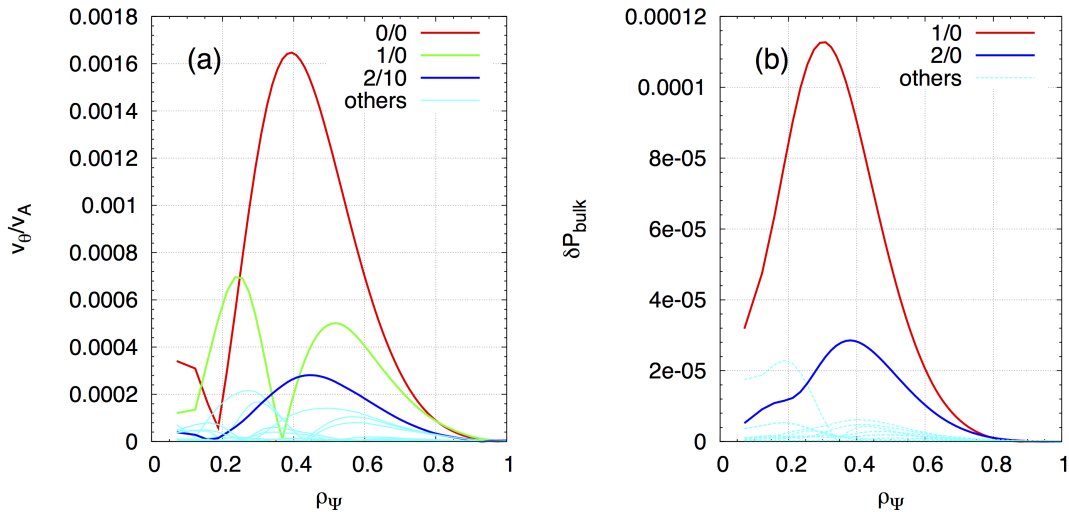 (a)
0/0
1/0
2/10
others
0.0018
0.0016
0.0014
0.0012
0.001
0.0008
0.0006
0.0004
0.0002
0
vθ/vA
0 0.2 0.4 0.6 0.8 1
ρΨ
(b)
1/0
2/0
others
0.00012
0.0001
8e-05
6e-05
4e-05
2e-05
0
δPbulk
0 0.2 0.4 0.6 0.8 1
ρΨ